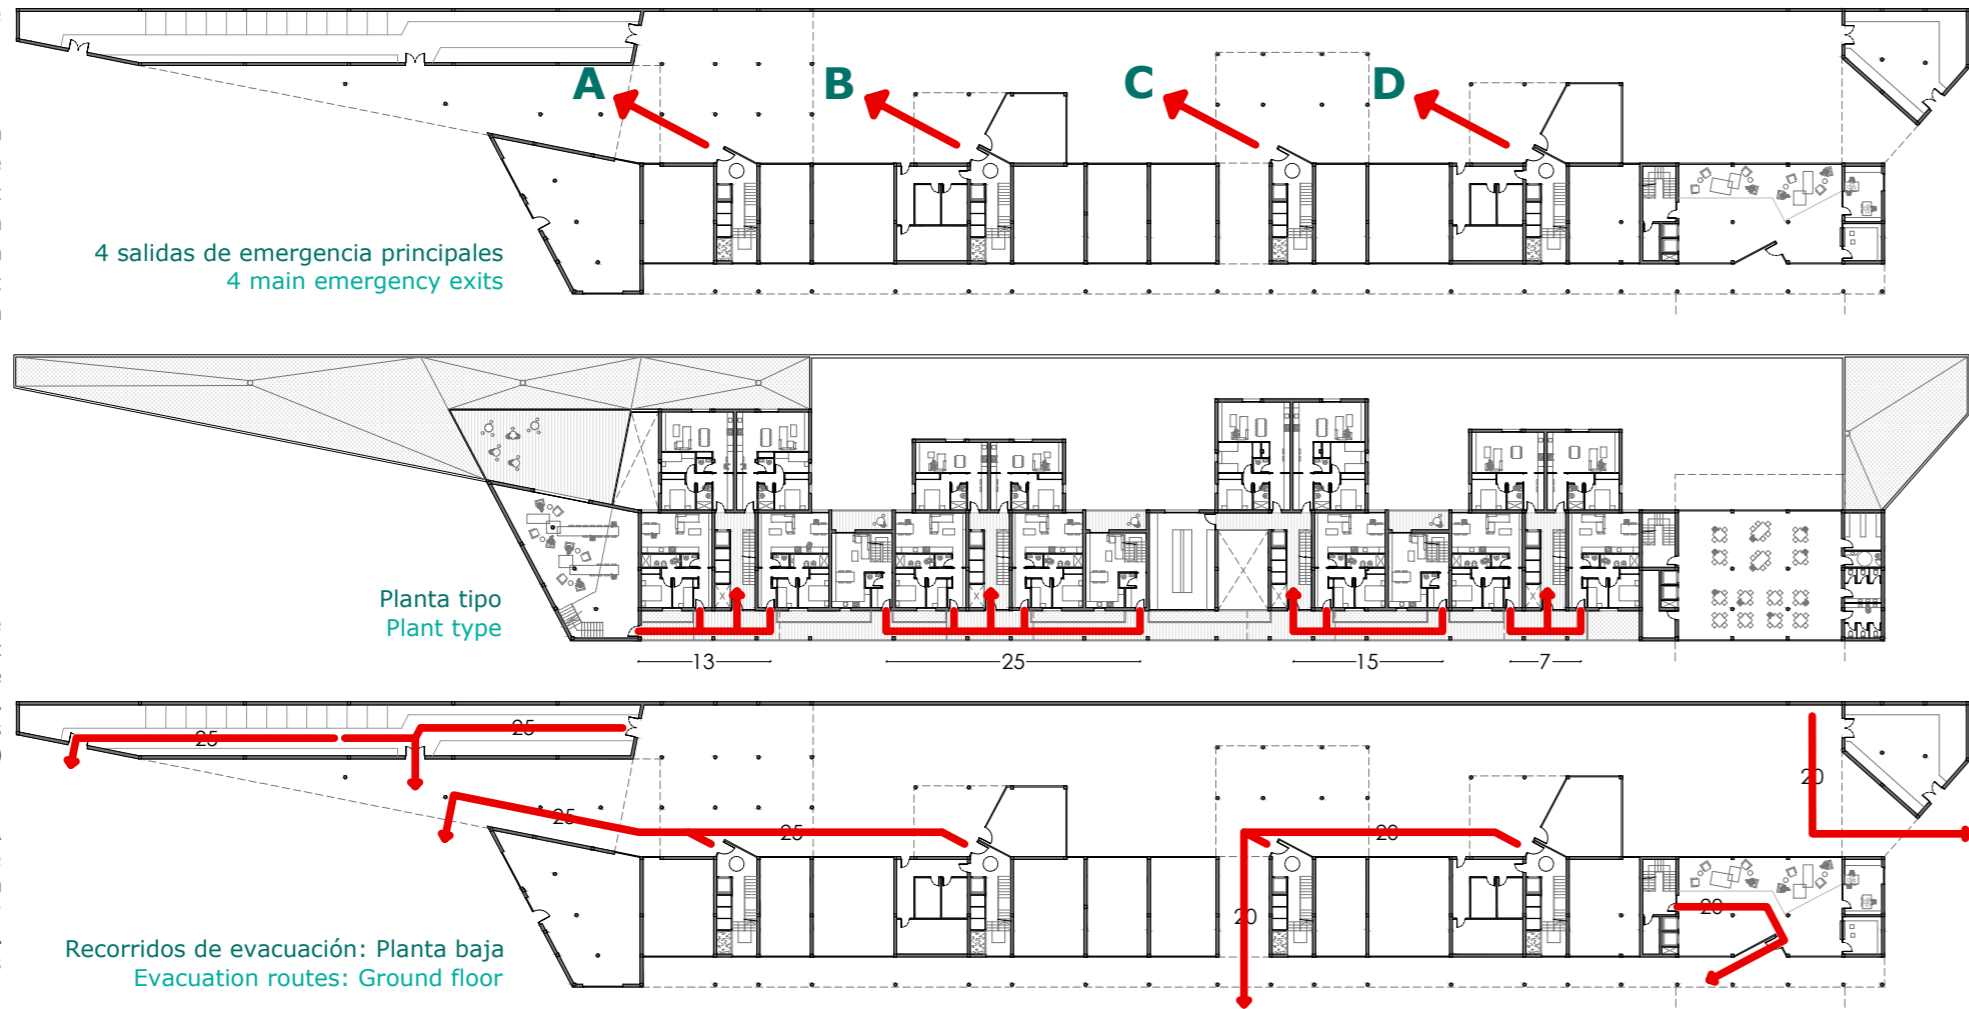 A B C D
4 salidas de emergencia principales
4 main emergency exits
Planta tipo
Plant type
13 25 15 7
25 25
20
25 25 20
20
20
Recorridos de evacuación: Planta baja
Evacuation routes: Ground floor